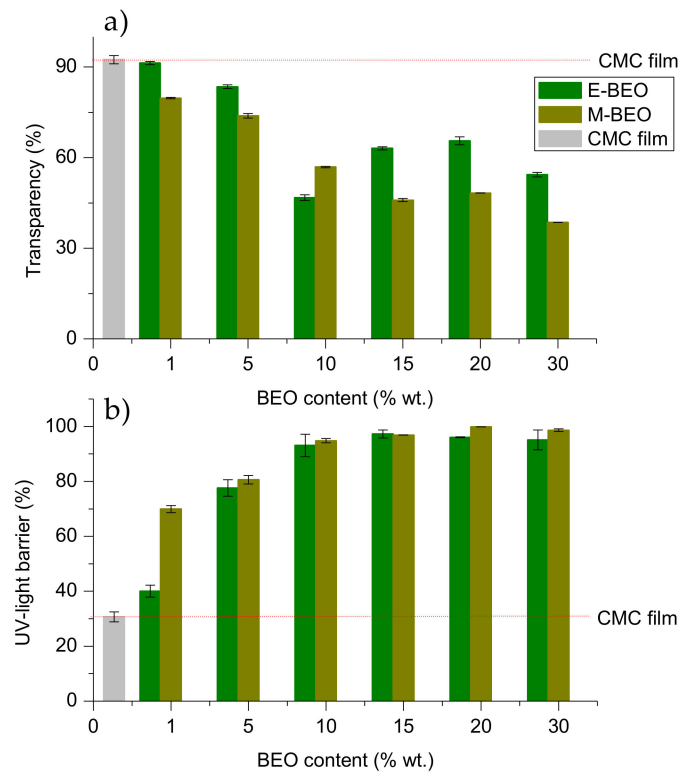 a)
CMC film
E-BEO
M-BEO
CMC film
Transparency (%)
90
60
30
0
0 1 5 10 15 20 30
BEO content (% wt.)
b)
UV-light barrier (%)
100
80
60
40
20
0
CMC film
0 1 5 10 15 20 30
BEO content (% wt.)